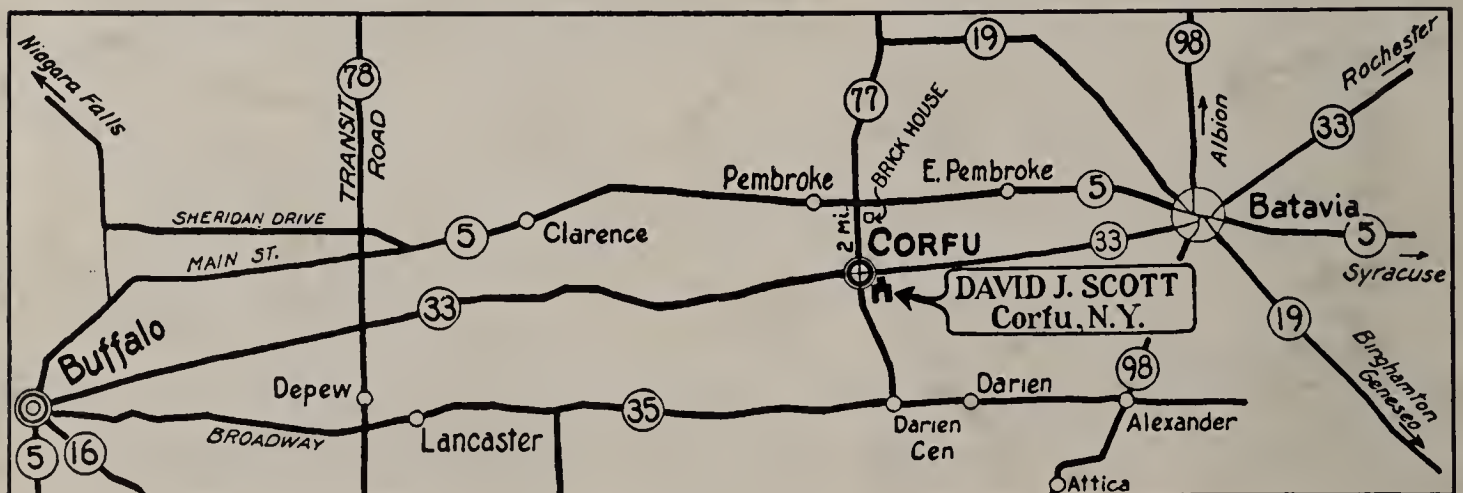 Niagara Falls
78
TRANSIT
ROAD
SHERIDAN DRIVE
MAIN ST.
5
Clarence
Pembroke
77
BRICK HOUSE
2 mi.
E. Pembroke
5
19
98
Albion
Rochester
33
Batavia
5
Syracuse
CORFU
33
DAVID J. SCOTT
Corfu, N.Y.
33
Buffalo
19
Binghamton
Geneseo
98
Depew
35
Darien
Lancaster
BROADWAY
Darien
Cen
Alexander
5
16
Attica